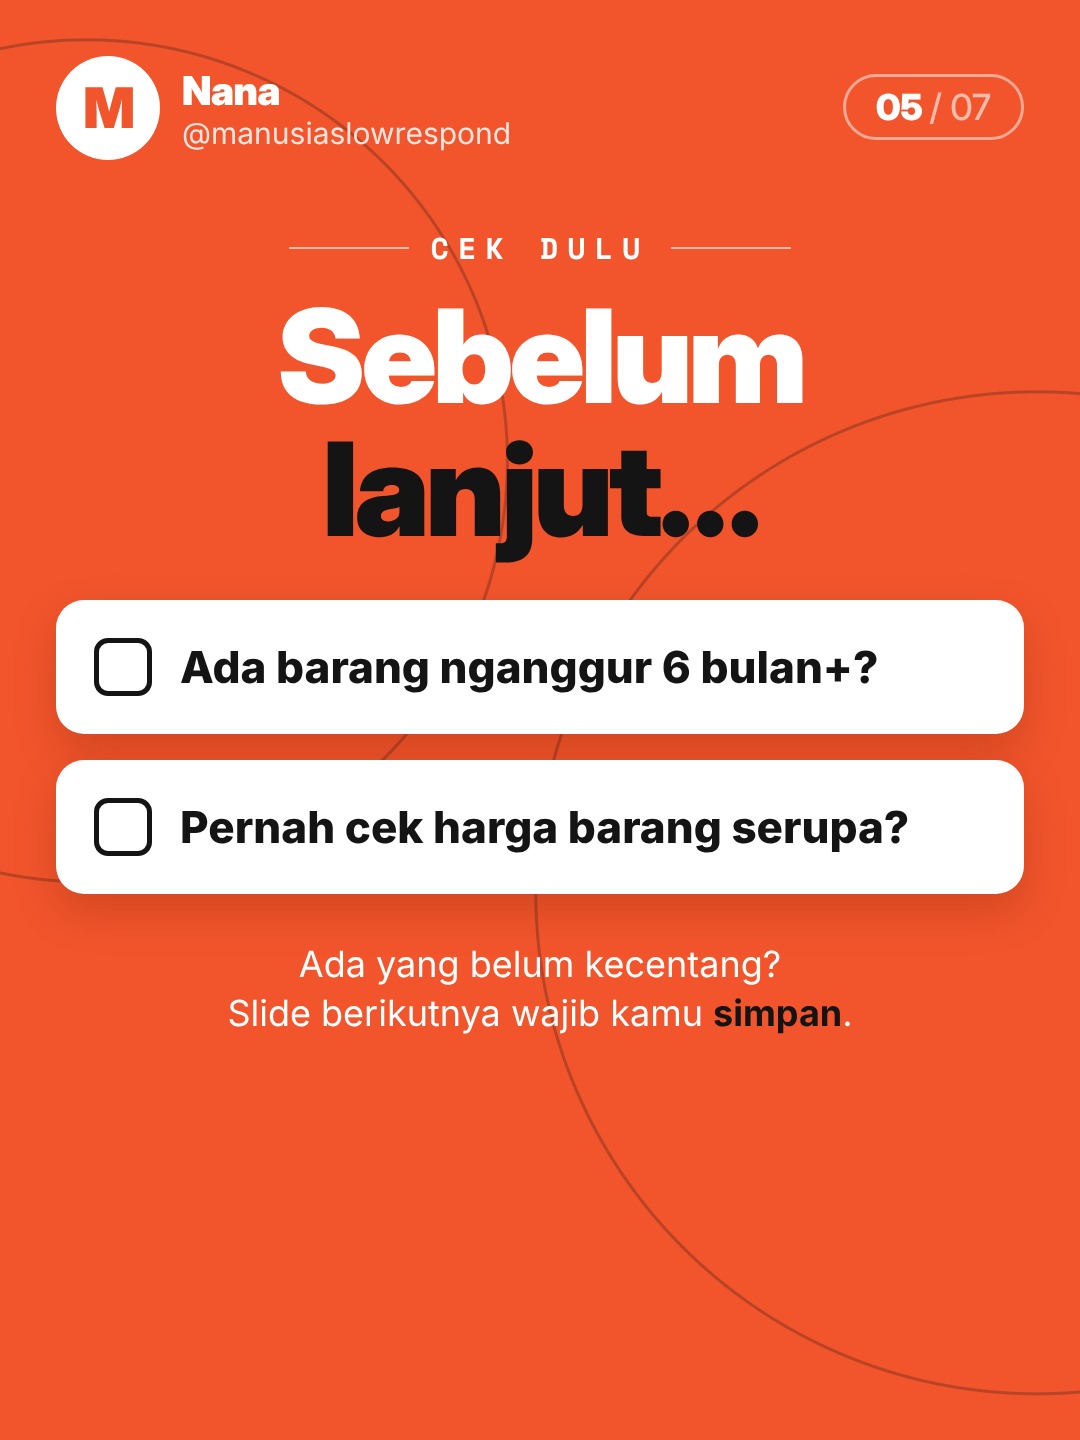 M
Nana
@manusiaslowrespond
05 / 07
CEK DULU
Sebelum
lanjut...
Ada barang nganggur 6 bulan+?
Pernah cek harga barang serupa?
Ada yang belum kecentang?
Slide berikutnya wajib kamu simpan.